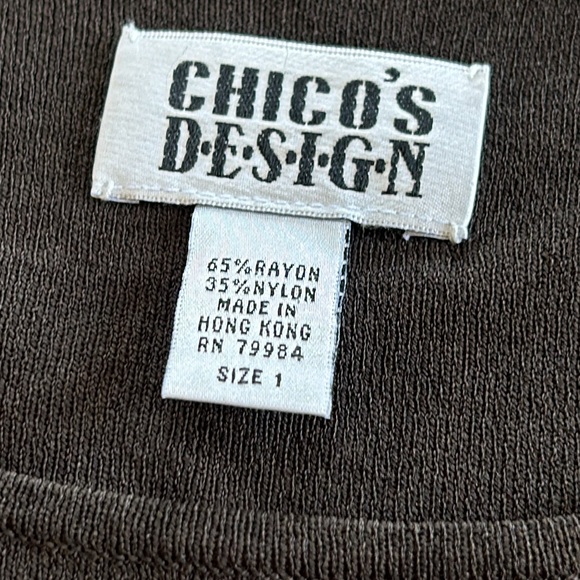 CHICO'S
D•E•S•I•G•N
65%RAYON
35%NYLON
MADE IN
HONG KONG
RN 79984
SIZE 1